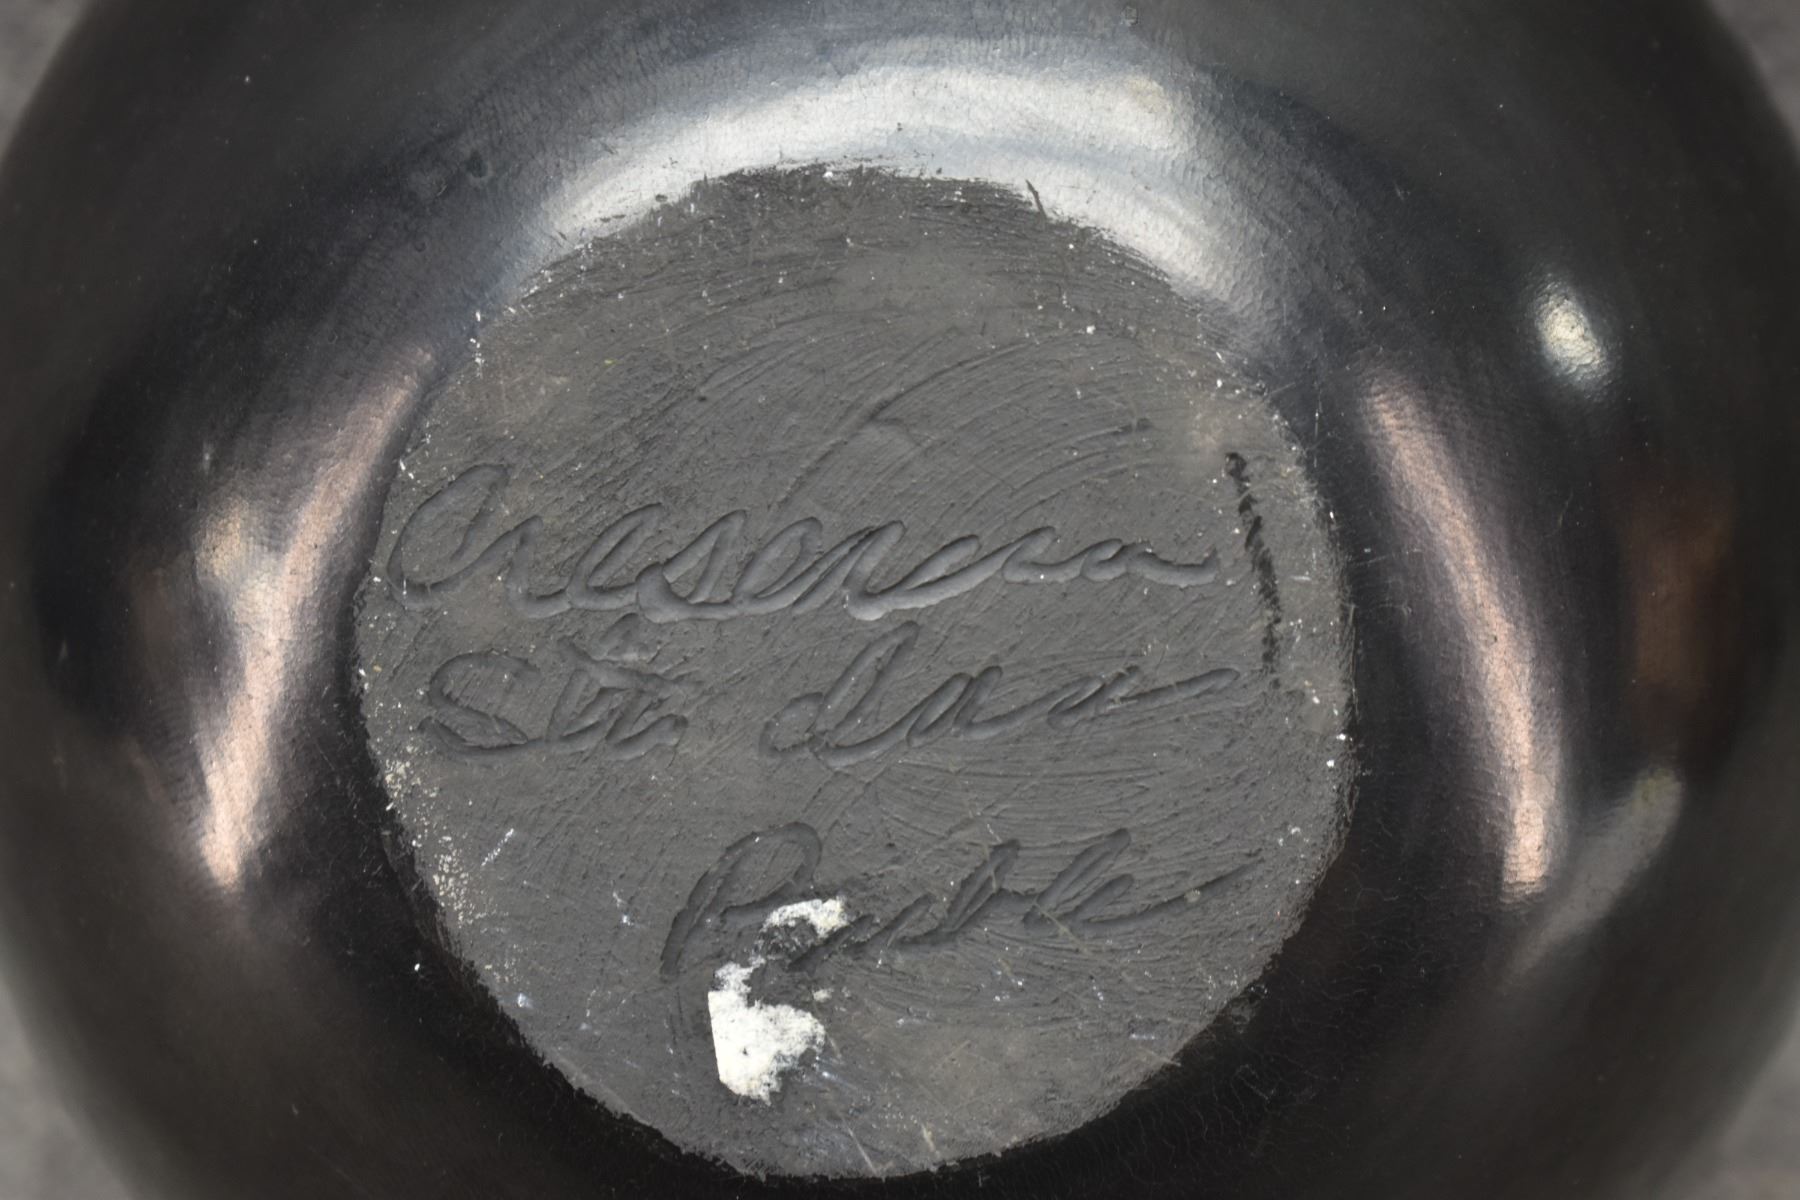 Cresencia
Sta Clara
Pueblo